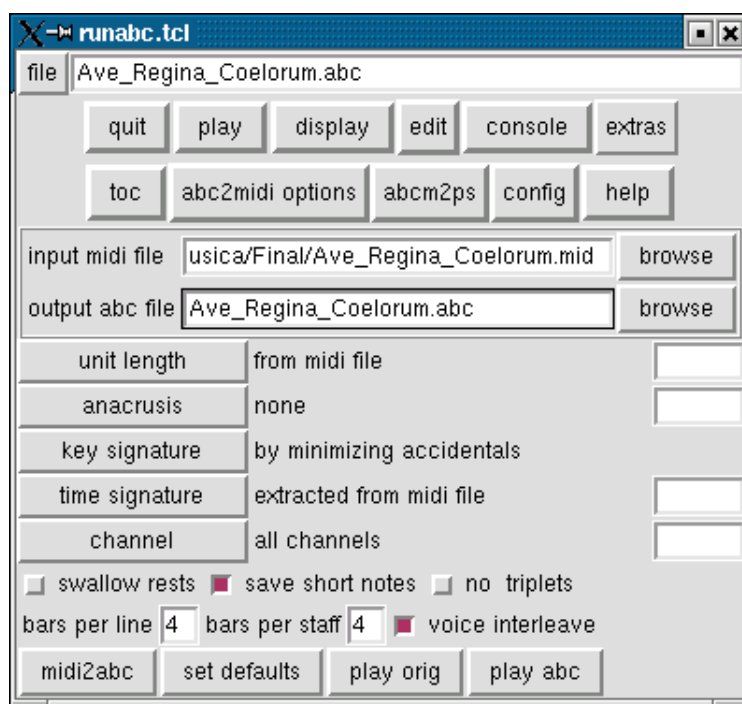 runabc.tcl
file Ave_Regina_Coelorum.abc
quit play display edit console extras
toc abc2midi options abcm2ps config help
input midi file usica/Final/Ave_Regina_Coelorum.mid browse
output abc file Ave_Regina_Coelorum.abc browse
unit length from midi file
anacrusis none
key signature by minimizing accidentals
time signature extracted from midi file
channel all channels
swallow rests save short notes no triplets
bars per line 4 bars per staff 4 voice interleave
midi2abc set defaults play orig play abc